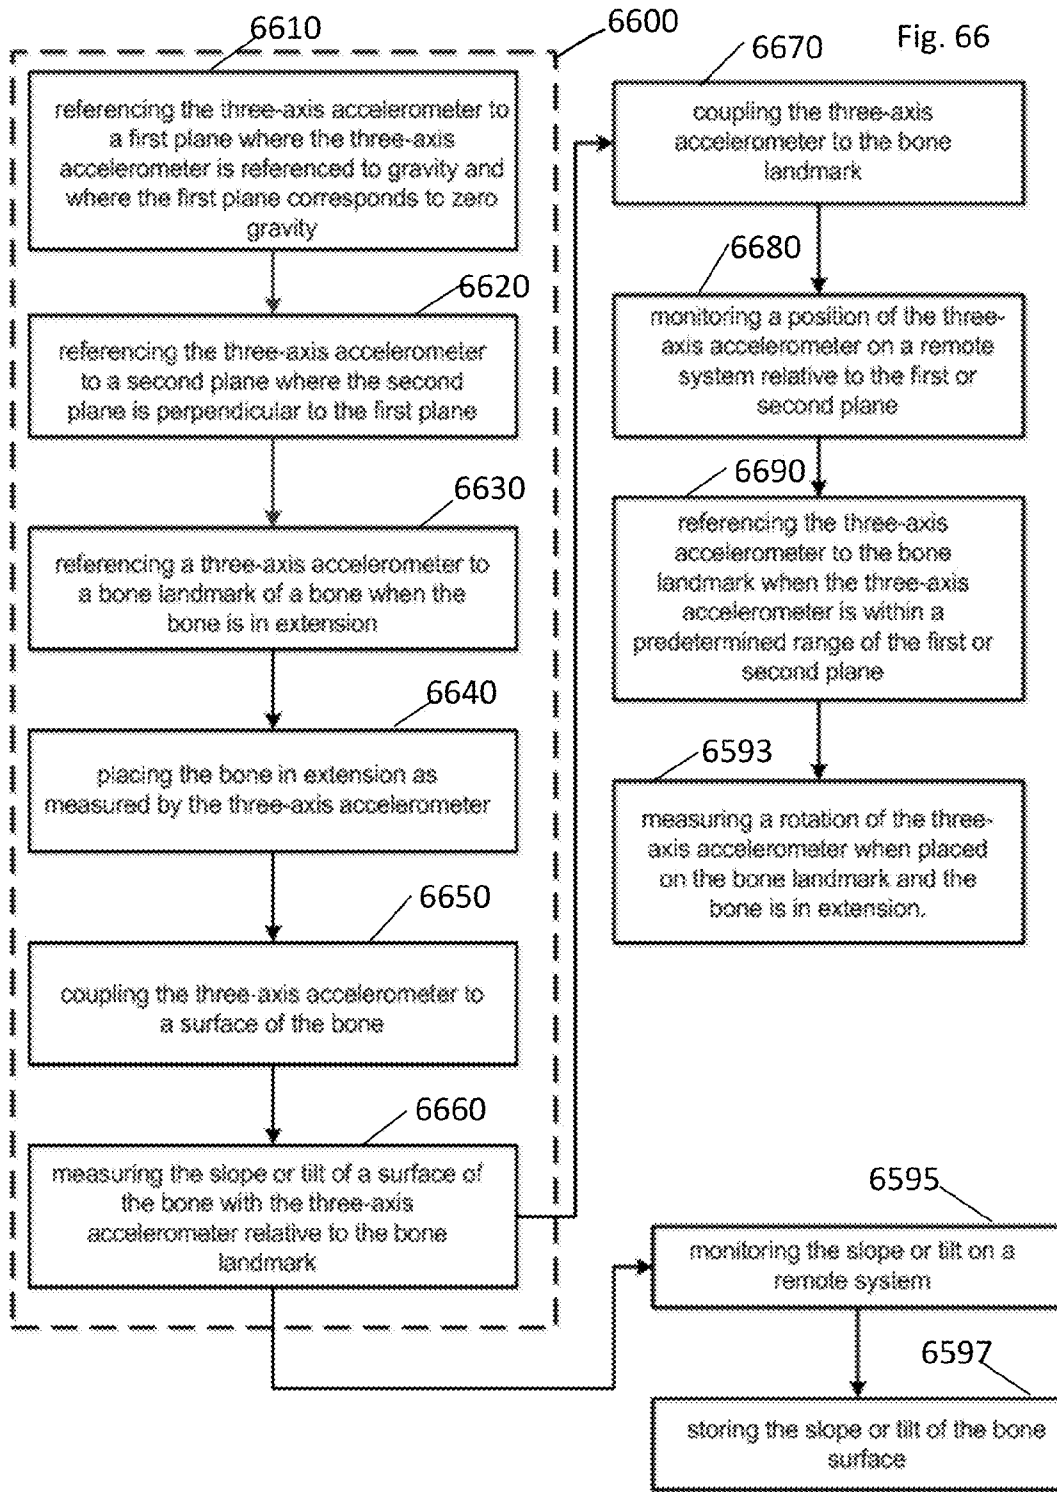 6610
6600
Fig. 66
referencing the three-axis accelerometer to
a first plane where the three-axis
accelerometer is referenced to gravity and
where the first plane corresponds to zero
gravity
6620
referencing the three-axis accelerometer
to a second plane where the second
plane is perpendicular to the first plane
6630
referencing a three-axis accelerometer to
a bone landmark of a bone when the
bone is in extension
6640
placing the bone in extension as
measured by the three-axis accelerometer
6650
coupling the three-axis accelerometer to
a surface of the bone
6660
measuring the slope or tilt of a surface of
the bone with the three-axis
accelerometer relative to the bone
landmark
6670
coupling the three-axis
accelerometer to the bone
landmark
6680
monitoring a position of the three-
axis accelerometer on a remote
system relative to the first or
second plane
6690
referencing the three-axis
accelerometer to the bone
landmark when the three-axis
accelerometer is within a
predetermined range of the first or
second plane
6593
measuring a rotation of the three-
axis accelerometer when placed
on the bone landmark and the
bone is in extension.
6595
monitoring the slope or tilt on a
remote system
6597
storing the slope or tilt of the bone
surface